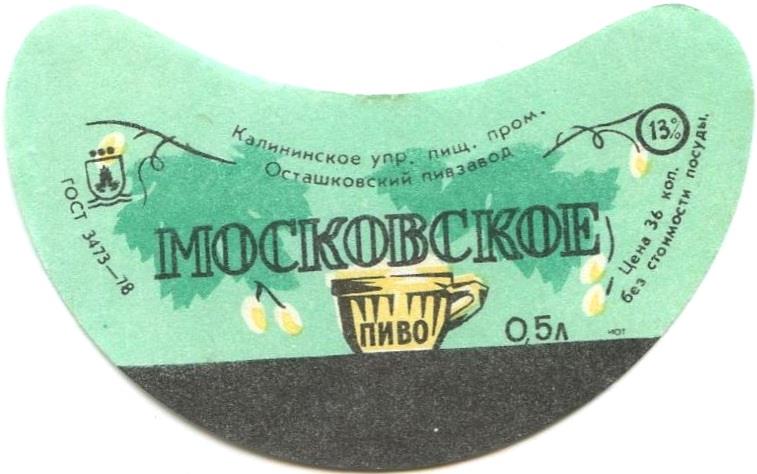 Калининское упр. пищ. пром.
Осташковский пивзавод
13%
ГОСТ 3473—78
МОСКОВСКОЕ
Цена 36 коп.
без стоимости посуды.
ПИВО
0,5л